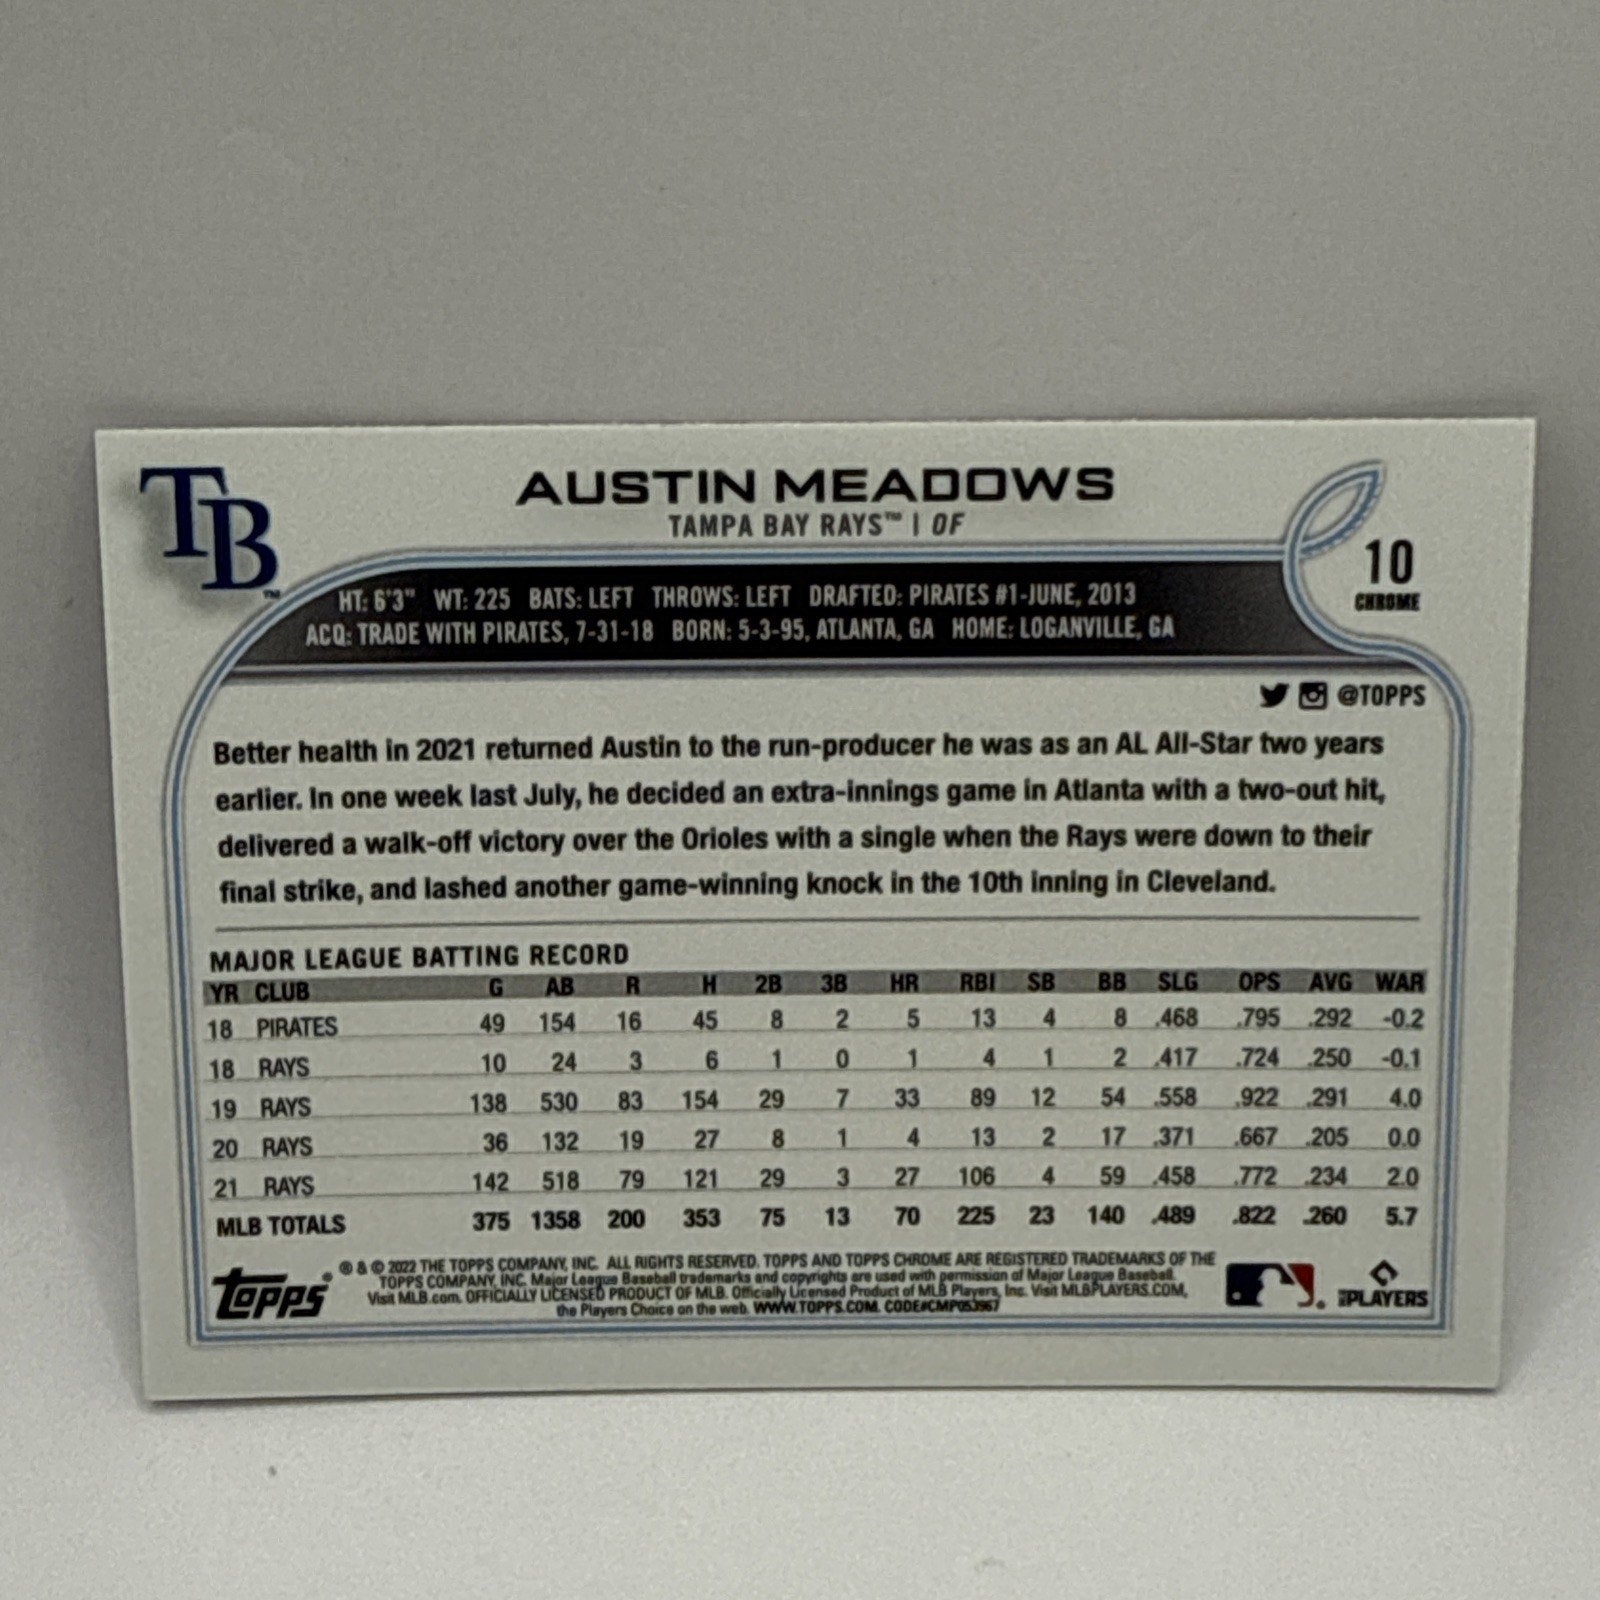 TB™
AUSTIN MEADOWS
TAMPA BAY RAYS™ | OF
10
CHROME
HT: 6'3" WT: 225 BATS: LEFT THROWS: LEFT DRAFTED: PIRATES #1-JUNE, 2013
ACQ: TRADE WITH PIRATES, 7-31-18 BORN: 5-3-95, ATLANTA, GA HOME: LOGANVILLE, GA
@TOPPS
Better health in 2021 returned Austin to the run-producer he was as an AL All-Star two years
earlier. In one week last July, he decided an extra-innings game in Atlanta with a two-out hit,
delivered a walk-off victory over the Orioles with a single when the Rays were down to their
final strike, and lashed another game-winning knock in the 10th inning in Cleveland.
MAJOR LEAGUE BATTING RECORD
YR CLUB G AB R H 2B 3B HR RBI SB BB SLG OPS AVG WAR
18 PIRATES 49 154 16 45 8 2 5 13 4 8 .468 .795 .292 -0.2
18 RAYS 10 24 3 6 1 0 1 4 1 2 .417 .724 .250 -0.1
19 RAYS 138 530 83 154 29 7 33 89 12 54 .558 .922 .291 4.0
20 RAYS 36 132 19 27 8 1 4 13 2 17 .371 .667 .205 0.0
21 RAYS 142 518 79 121 29 3 27 106 4 59 .458 .772 .234 2.0
MLB TOTALS 375 1358 200 353 75 13 70 225 23 140 .489 .822 .260 5.7
Topps®
® & © 2022 THE TOPPS COMPANY, INC. ALL RIGHTS RESERVED. TOPPS AND TOPPS CHROME ARE REGISTERED TRADEMARKS OF THE
TOPPS COMPANY, INC. Major League Baseball trademarks and copyrights are used with permission of Major League Baseball.
Visit MLB.com. OFFICIALLY LICENSED PRODUCT OF MLB. Officially Licensed Product of MLB Players, Inc. Visit MLBPLAYERS.COM,
the Players Choice on the web. WWW.TOPPS.COM. CODE#CMP053967
PLAYERS